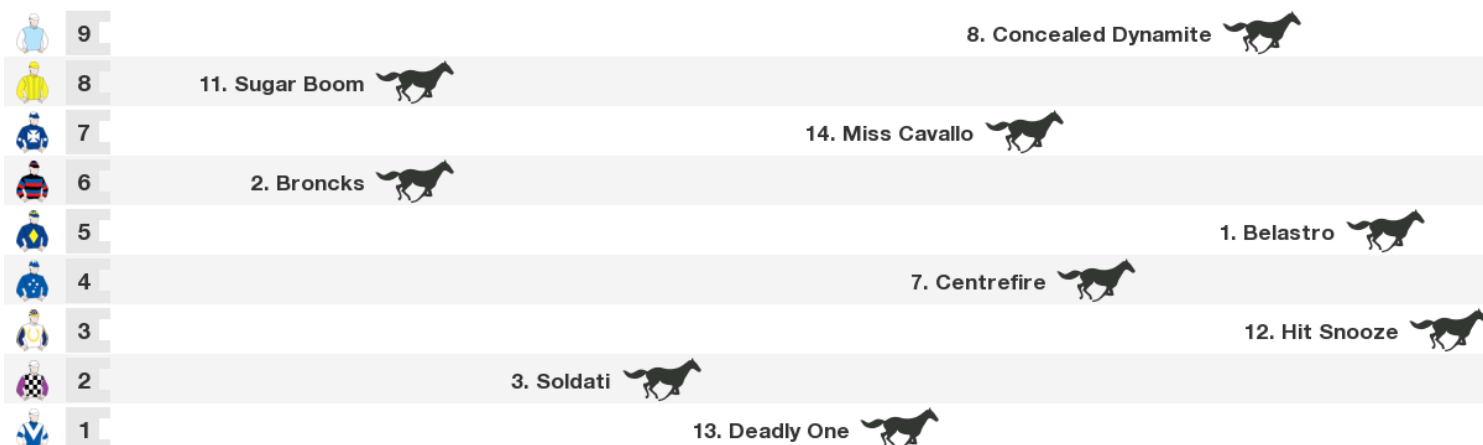 9 8. Concealed Dynamite
8 11. Sugar Boom
7 14. Miss Cavallo
6 2. Broncks
5 1. Belastro
4 7. Centrefire
3 12. Hit Snooze
2 3. Soldati
1 13. Deadly One